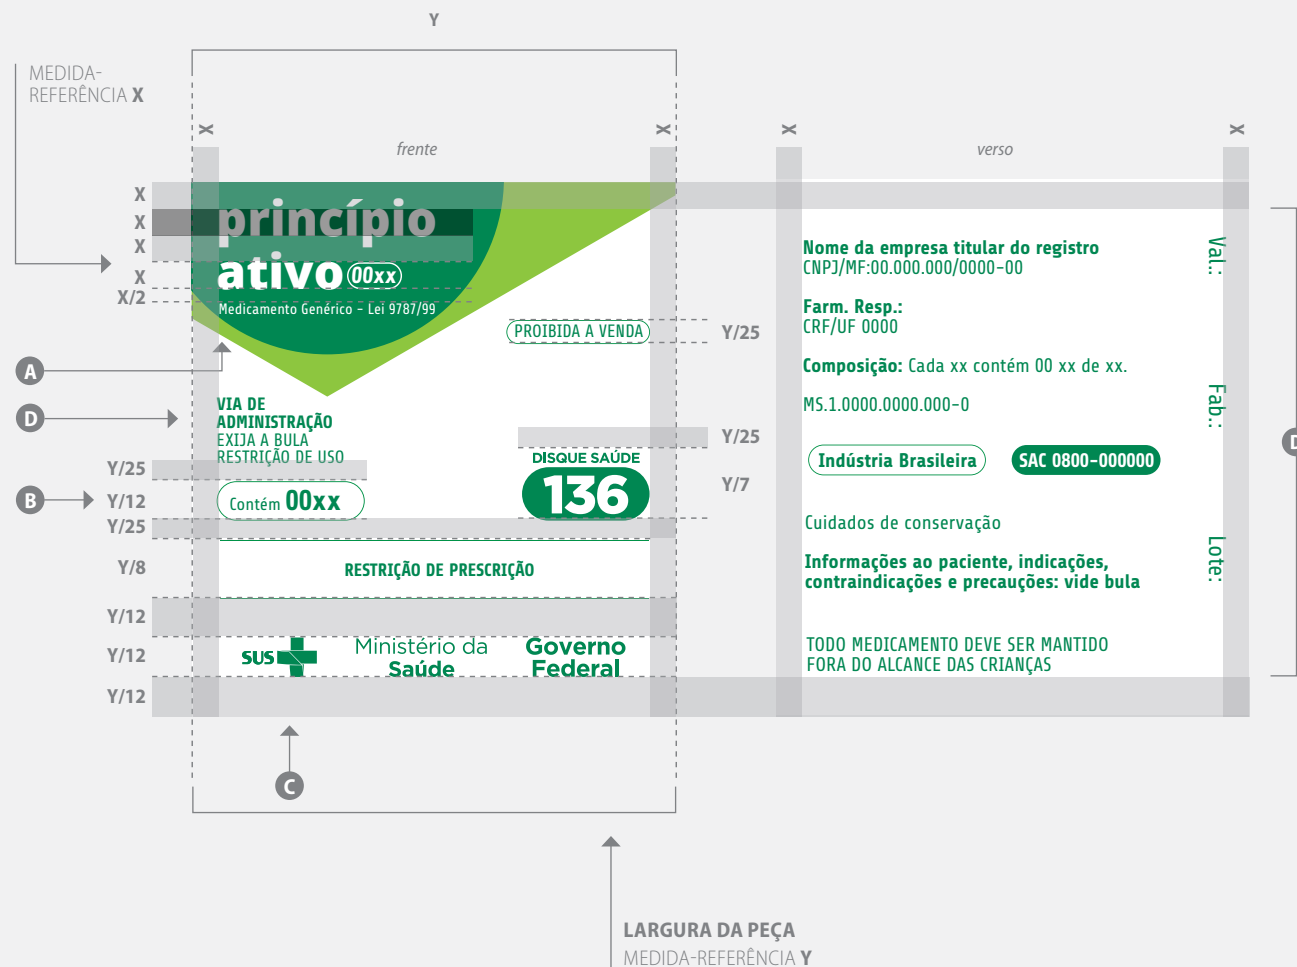 Y
MEDIDA-
REFERÊNCIA X
X
X
X
X
frente
verso
X
X
X
X
X/2
princípio
ativo 00xx
Medicamento Genérico - Lei 9787/99
PROIBIDA A VENDA
Y/25
A
D
VIA DE
ADMINISTRAÇÃO
EXIJA A BULA
RESTRIÇÃO DE USO
Y/25
Y/25
B
Y/12
Contém 00xx
DISQUE SAÚDE
136
Y/7
Y/25
Y/8
RESTRIÇÃO DE PRESCRIÇÃO
Y/12
Y/12
SUS
Ministério da
Saúde
Governo
Federal
Y/12
C
Nome da empresa titular do registro
CNPJ/MF:00.000.000/0000-00
Farm. Resp.:
CRF/UF 0000
Composição: Cada xx contém 00 xx de xx.
MS.1.0000.0000.000-0
Indústria Brasileira
SAC 0800-000000
Cuidados de conservação
Informações ao paciente, indicações,
contraindicações e precauções: vide bula
TODO MEDICAMENTO DEVE SER MANTIDO
FORA DO ALCANCE DAS CRIANÇAS
Val.:
Fab.:
Lote:
D
LARGURA DA PEÇA
MEDIDA-REFERÊNCIA Y